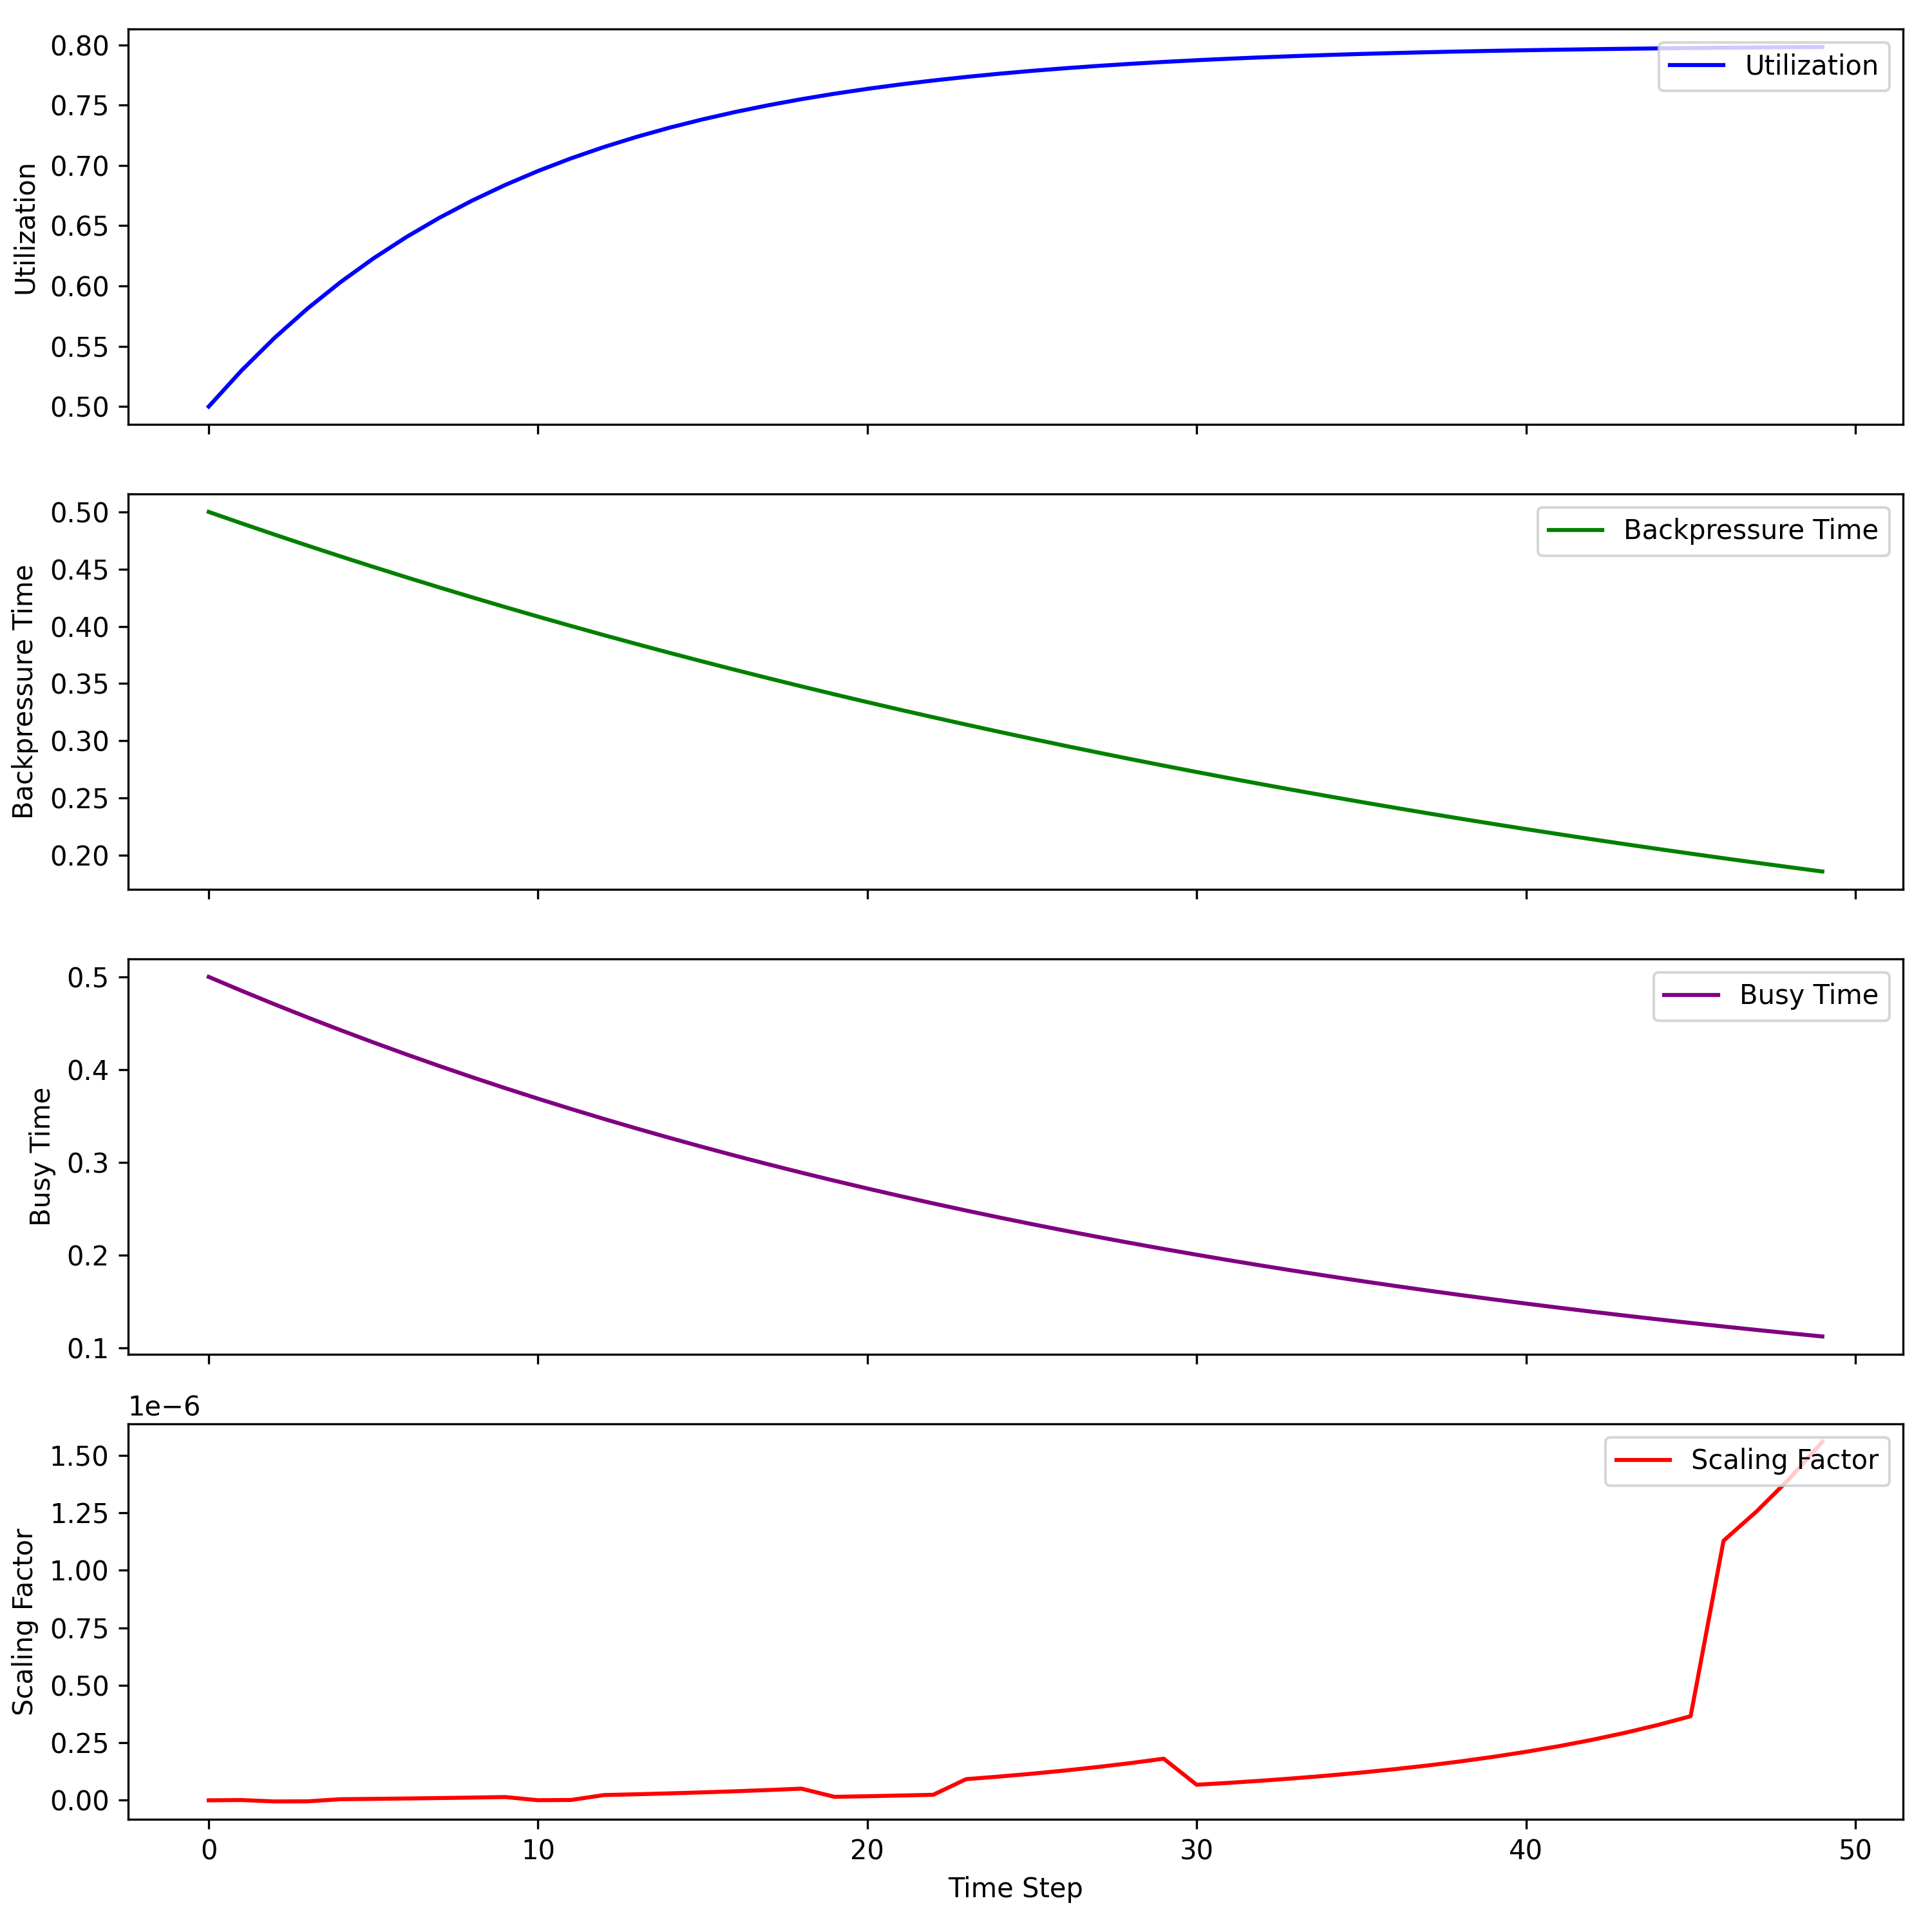 Utilization
0.80
0.75
0.70
0.65
0.60
0.55
0.50
Utilization
Backpressure Time
0.50
0.45
0.40
0.35
0.30
0.25
0.20
Backpressure Time
Busy Time
0.5
0.4
0.3
0.2
0.1
Busy Time
1e−6
Scaling Factor
1.50
1.25
1.00
0.75
0.50
0.25
0.00
Scaling Factor
0 10 20 30 40 50
Time Step